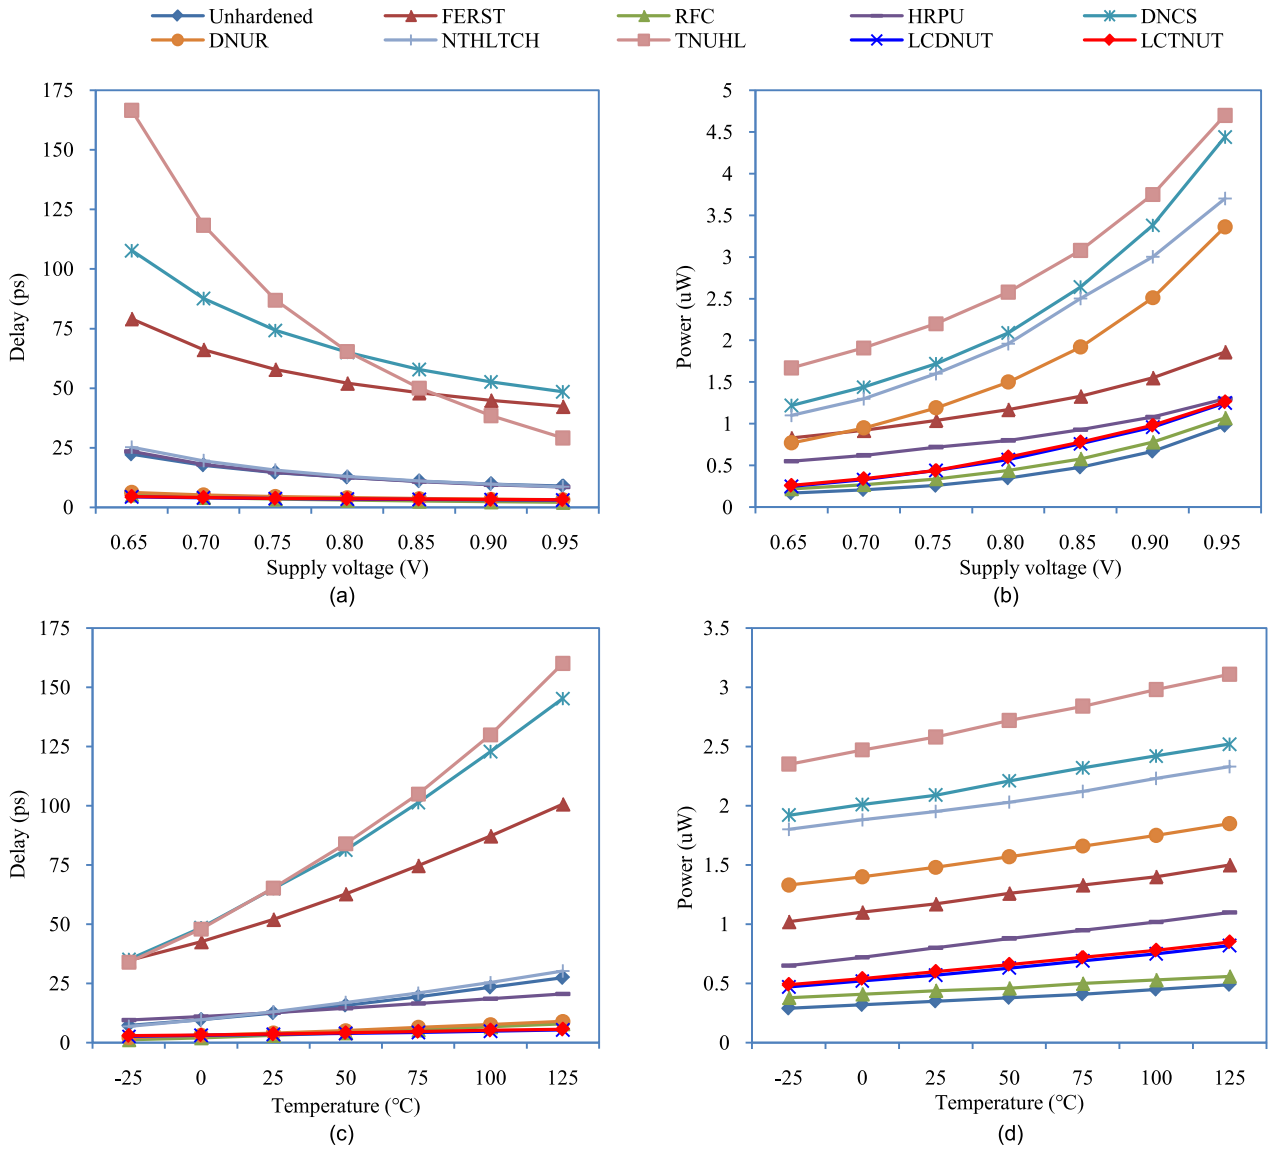 Unhardened FERST RFC HRPU DNCS
DNUR NTHLTCH TNUHL LCDNUT LCTNUT
175
150
125
100
75
50
25
0
Delay (ps)
0.65 0.70 0.75 0.80 0.85 0.90 0.95
Supply voltage (V)
(a)
5
4.5
4
3.5
3
2.5
2
1.5
1
0.5
0
Power (uW)
0.65 0.70 0.75 0.80 0.85 0.90 0.95
Supply voltage (V)
(b)
175
150
125
100
75
50
25
0
Delay (ps)
-25 0 25 50 75 100 125
Temperature (℃)
(c)
3.5
3
2.5
2
1.5
1
0.5
0
Power (uW)
-25 0 25 50 75 100 125
Temperature (℃)
(d)